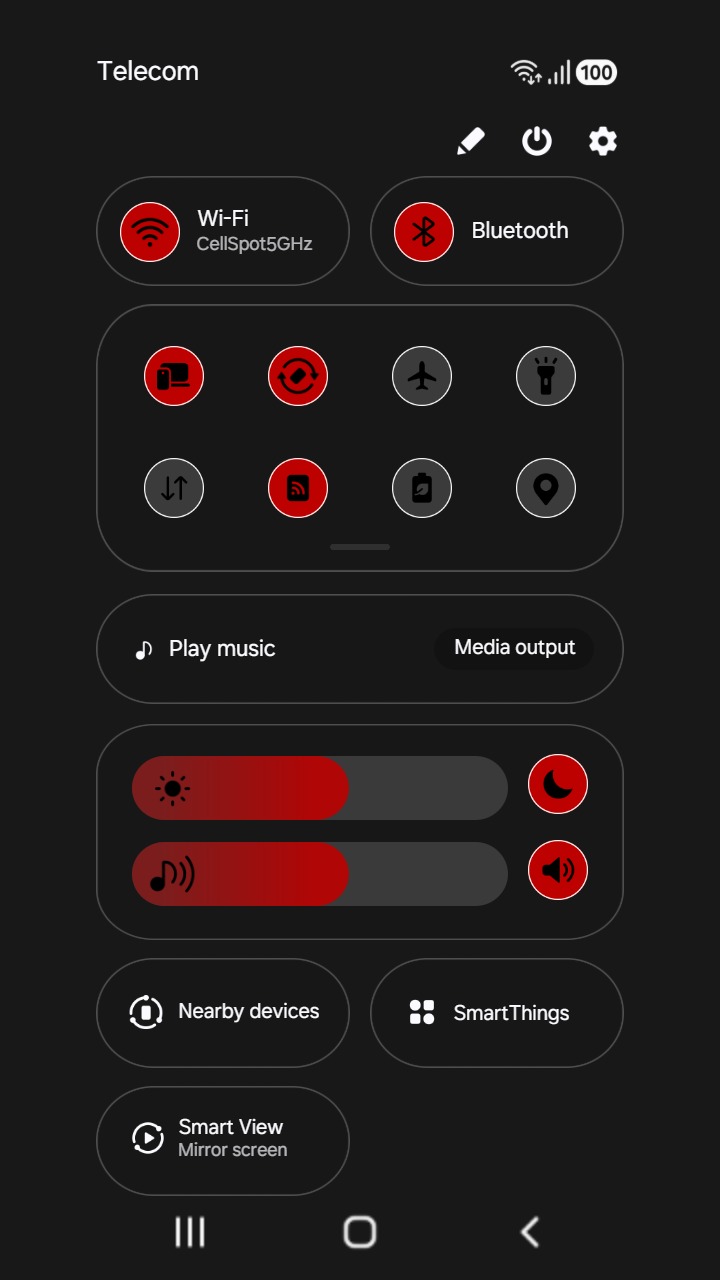 Telecom
100
Wi-Fi
CellSpot5GHz
Bluetooth
Play music
Media output
Nearby devices
SmartThings
Smart View
Mirror screen